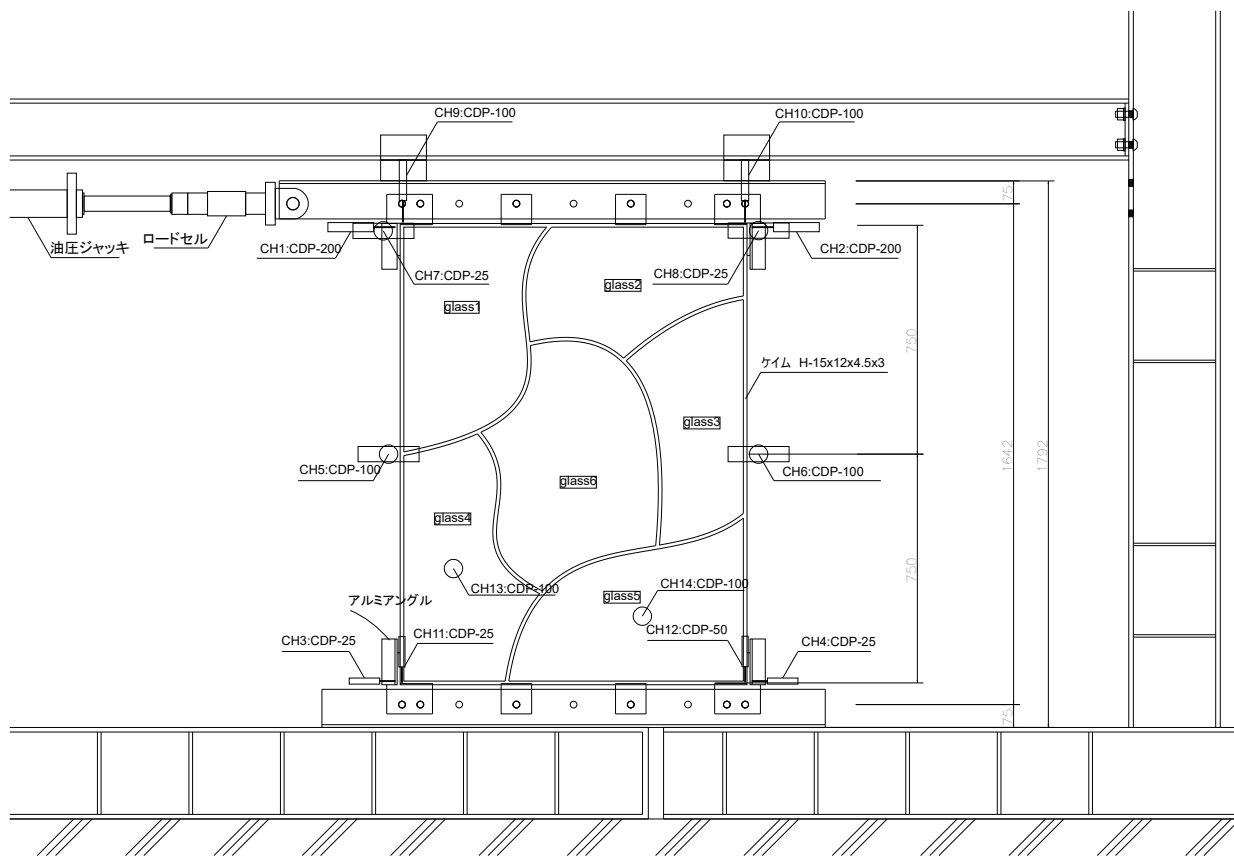 CH9:CDP-100
CH10:CDP-100
75
油圧ジャッキ
ロードセル
CH1:CDP-200
CH2:CDP-200
CH7:CDP-25
CH8:CDP-25
glass1
glass2
750
ケイム H-15x12x4.5x3
glass3
1642
1792
CH5:CDP-100
CH6:CDP-100
glass6
glass4
CH13:CDP-100
CH14:CDP-100
750
glass5
アルミアングル
CH3:CDP-25
CH11:CDP-25
CH12:CDP-50
CH4:CDP-25
75